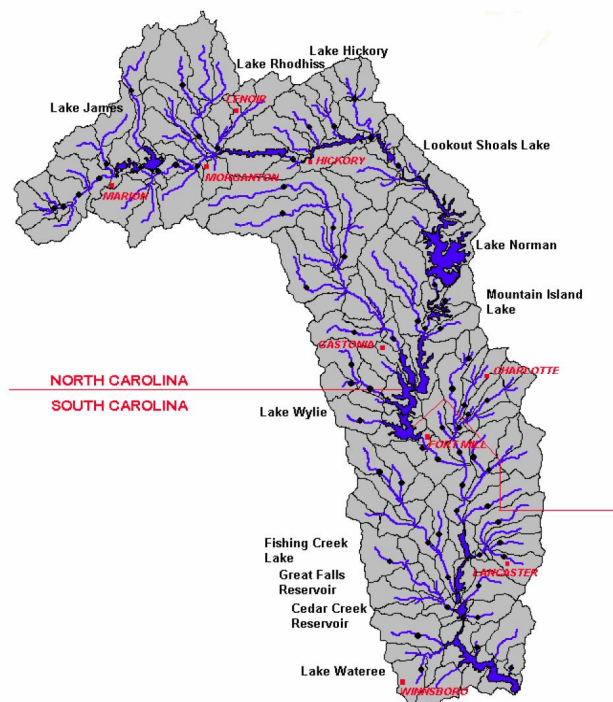 Lake Hickory
Lake Rhodhiss
LENOIR
Lake James
Lookout Shoals Lake
HICKORY
MORGANTON
MARION
Lake Norman
Mountain Island
Lake
GASTONIA
CHARLOTTE
NORTH CAROLINA
SOUTH CAROLINA
Lake Wylie
FORT MILL
Fishing Creek
Lake
LANCASTER
Great Falls
Reservoir
Cedar Creek
Reservoir
Lake Wateree
WINNSBORO